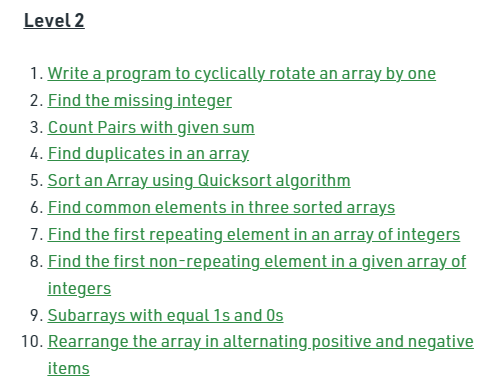 Level 2
1. Write a program to cyclically rotate an array by one
2. Find the missing integer
3. Count Pairs with given sum
4. Find duplicates in an array
5. Sort an Array using Quicksort algorithm
6. Find common elements in three sorted arrays
7. Find the first repeating element in an array of integers
8. Find the first non-repeating element in a given array of
integers
9. Subarrays with equal 1s and 0s
10. Rearrange the array in alternating positive and negative
items